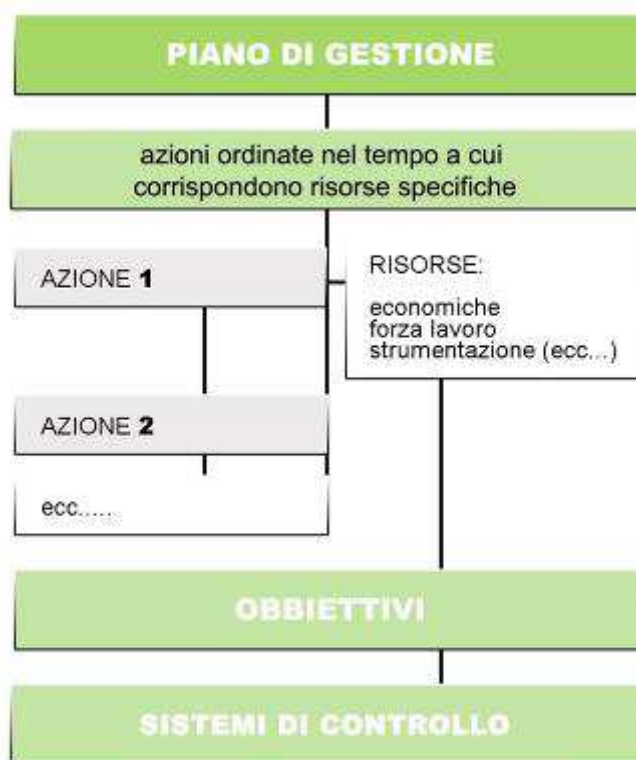 PIANO DI GESTIONE
azioni ordinate nel tempo a cui
corrispondono risorse specifiche
AZIONE 1
RISORSE:
economiche
forza lavoro
strumentazione (ecc...)
AZIONE 2
ecc.....
OBBIETTIVI
SISTEMI DI CONTROLLO